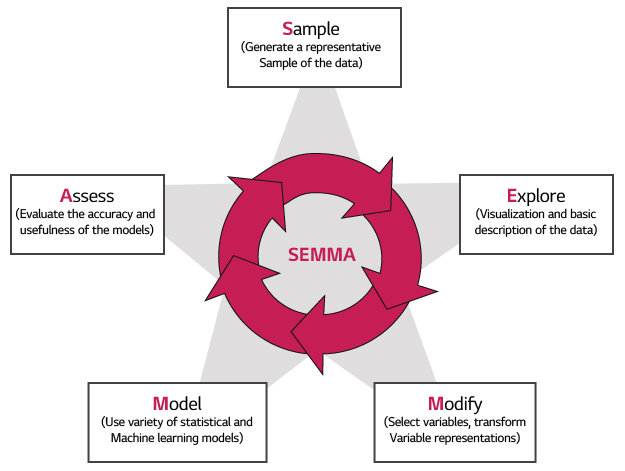 Sample
(Generate a representative
Sample of the data)
Assess
(Evaluate the accuracy and
usefulness of the models)
Explore
(Visualization and basic
description of the data)
SEMMA
Model
(Use variety of statistical and
Machine learning models)
Modify
(Select variables, transform
Variable representations)